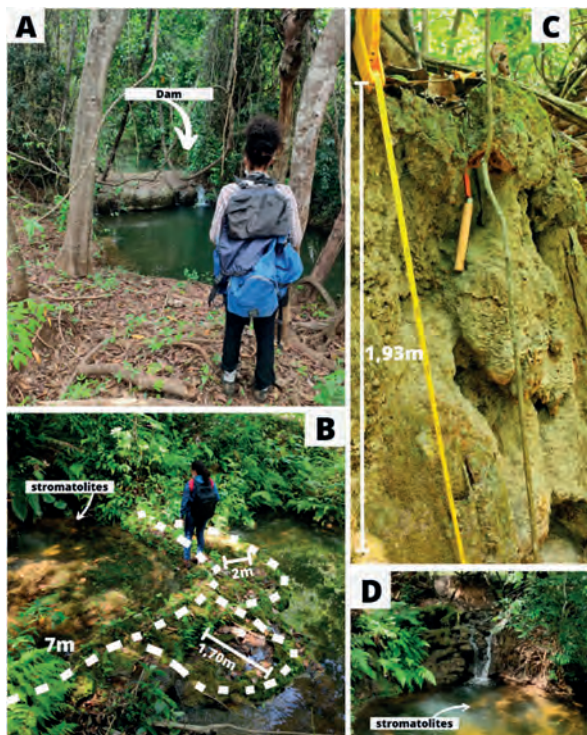 A
Dam
C
1,93m
B
stromatolites
2m
7m
1,70m
D
stromatolites